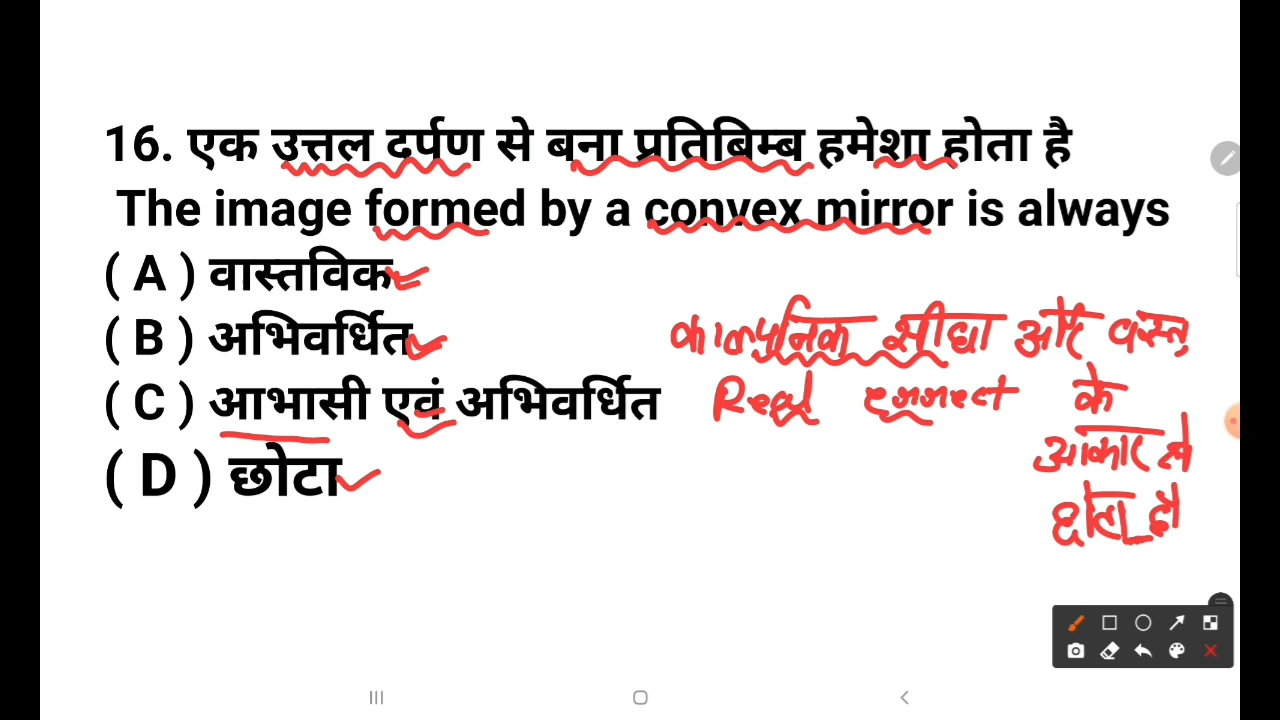 16. एक उत्तल दर्पण से बना प्रतिबिम्ब हमेशा होता है
The image formed by a convex mirror is always
( A ) वास्तविक
( B ) अभिवर्धित
( C ) आभासी एवं अभिवर्धित
( D ) छोटा
काल्पनिक सीधा और वस्तु
Real errect के
आकार से
छोटा हो